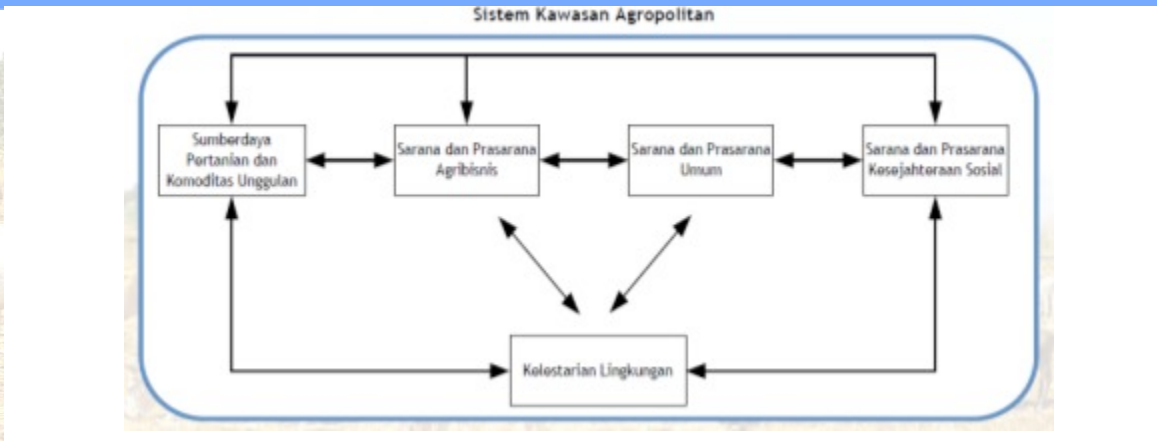 Sistem Kawasan Agropolitan
Sumberdaya
Pertanian dan
Komoditas Unggulan
Sarana dan Prasarana
Agribisnis
Sarana dan Prasarana
Umum
Sarana dan Prasarana
Kesejahteraan Sosial
Kelestarian Lingkungan